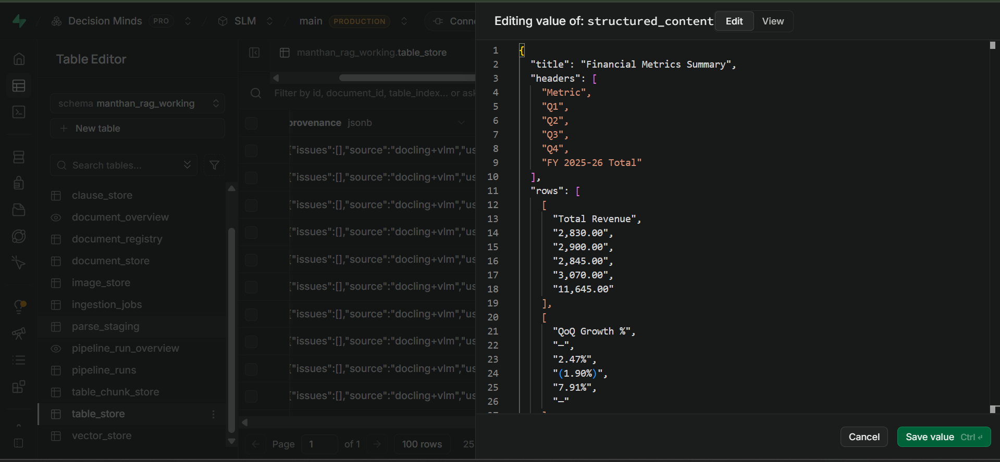 Decision Minds PRO
SLM
main PRODUCTION
Table Editor
schema manthan_rag_working
New table
Search tables...
clause_store
document_overview
document_registry
document_store
image_store
ingestion_jobs
parse_staging
pipeline_run_overview
pipeline_runs
table_chunk_store
table_store
vector_store
manthan_rag_working.table_store
Filter by id, document_id, table_index... or
provenance jsonb
{"issues":[],"source":"docling+vlm","us
{"issues":[],"source":"docling+vlm","us
{"issues":[],"source":"docling+vlm","us
{"issues":[],"source":"docling+vlm","us
{"issues":[],"source":"docling+vlm","us
{"issues":[],"source":"docling+vlm","us
{"issues":[],"source":"docling+vlm","us
{"issues":[],"source":"docling+vlm","us
{"issues":[],"source":"docling+vlm","us
{"issues":[],"source":"docling+vlm","us
Page 1 of 1 100 rows 25
Editing value of: structured_content Edit View
1 {
2 "title": "Financial Metrics Summary",
3 "headers": [
4 "Metric",
5 "Q1",
6 "Q2",
7 "Q3",
8 "Q4",
9 "FY 2025-26 Total"
10 ],
11 "rows": [
12 [
13 "Total Revenue",
14 "2,830.00",
15 "2,900.00",
16 "2,845.00",
17 "3,070.00",
18 "11,645.00"
19 ],
20 [
21 "QoQ Growth %",
22 "—",
23 "2.47%",
24 "(1.90%)",
25 "7.91%",
26 "—"
Cancel Save value Ctrl